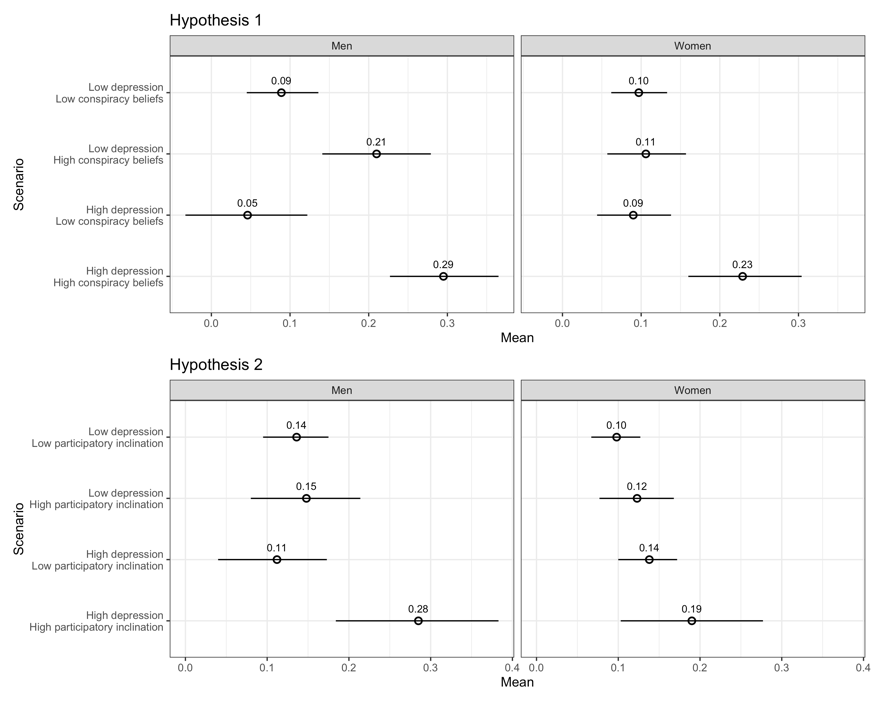 Hypothesis 1
Men
Women
Scenario
Low depression
Low conspiracy beliefs
0.09
0.10
Low depression
High conspiracy beliefs
0.21
0.11
High depression
Low conspiracy beliefs
0.05
0.09
High depression
High conspiracy beliefs
0.29
0.23
0.0 0.1 0.2 0.3
0.0 0.1 0.2 0.3
Mean
Hypothesis 2
Men
Women
Scenario
Low depression
Low participatory inclination
0.14
0.10
Low depression
High participatory inclination
0.15
0.12
High depression
Low participatory inclination
0.11
0.14
High depression
High participatory inclination
0.28
0.19
0.0 0.1 0.2 0.3 0.4
0.0 0.1 0.2 0.3 0.4
Mean